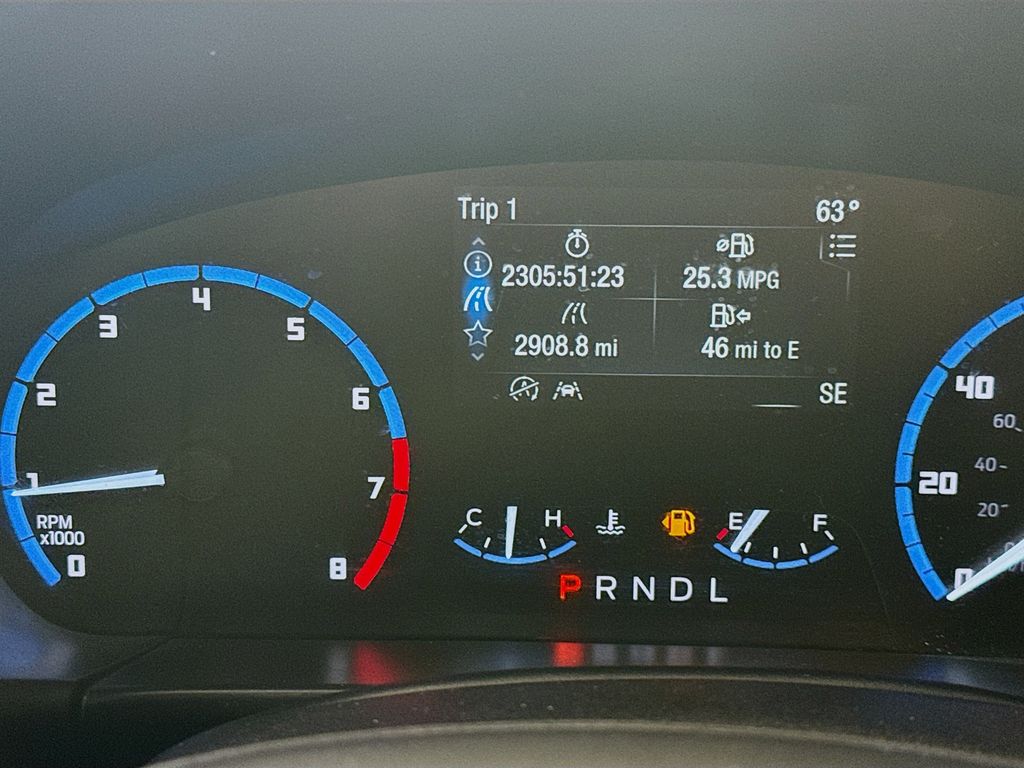 Trip 1 63°
2305:51:23 25.3 MPG
2908.8 mi 46 mi to E
SE
0 1 2 3 4 5 6 7 8
RPM
x1000
C H
E F
P R N D L
0 20 40
20 40 60